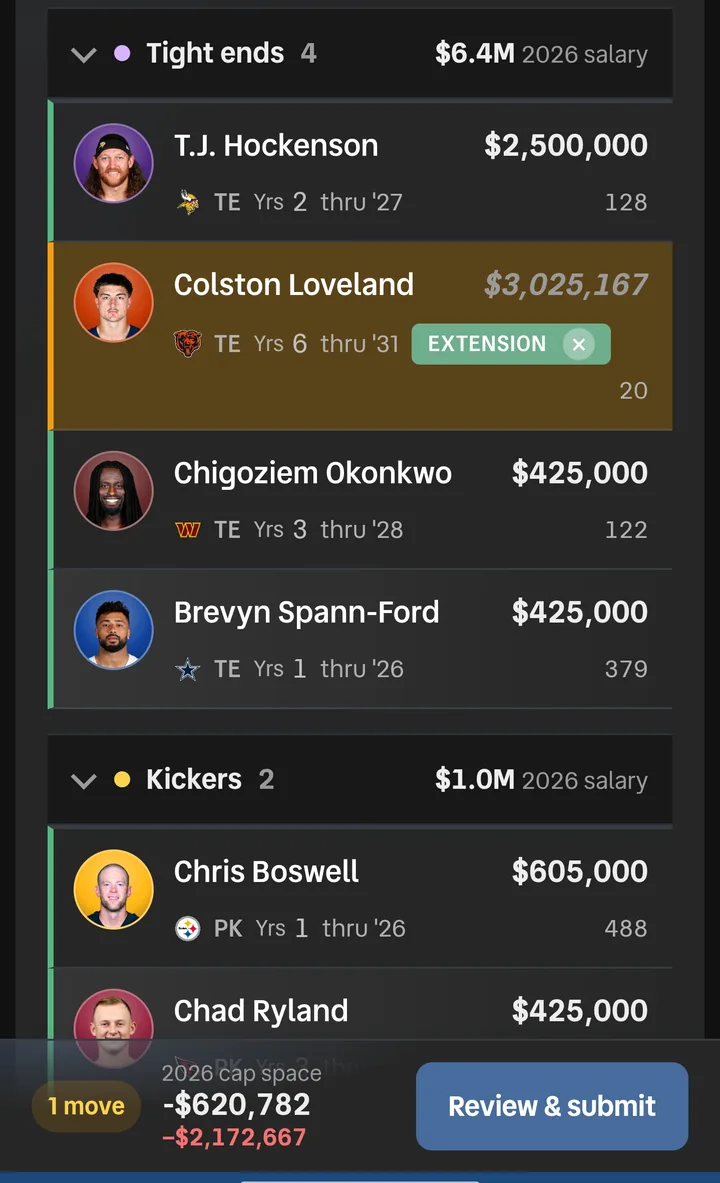 Tight ends 4 $6.4M 2026 salary
T.J. Hockenson $2,500,000
TE Yrs 2 thru '27 128
Colston Loveland $3,025,167
TE Yrs 6 thru '31 EXTENSION ×
20
Chigoziem Okonkwo $425,000
TE Yrs 3 thru '28 122
Brevyn Spann-Ford $425,000
TE Yrs 1 thru '26 379
Kickers 2 $1.0M 2026 salary
Chris Boswell $605,000
PK Yrs 1 thru '26 488
Chad Ryland $425,000
PK Yrs thru
2026 cap space
1 move -$620,782 Review & submit
−$2,172,667